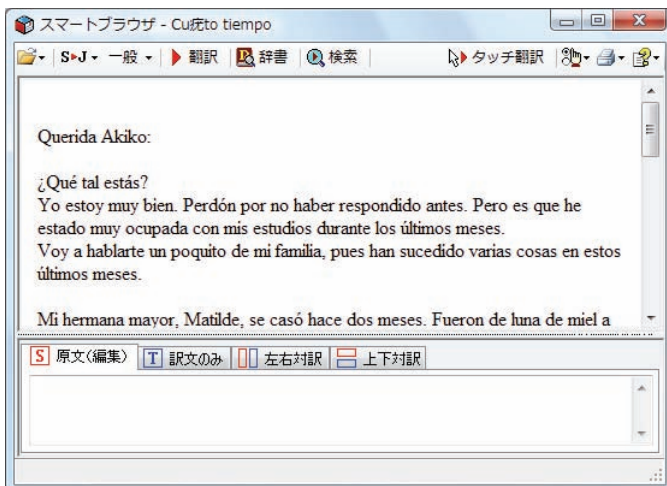 スマートブラウザ - Cu疣to tiempo
S▸J 一般 翻訳 辞書 検索 タッチ翻訳
Querida Akiko:
¿Qué tal estás?
Yo estoy muy bien. Perdón por no haber respondido antes. Pero es que he
estado muy ocupada con mis estudios durante los últimos meses.
Voy a hablarte un poquito de mi familia, pues han sucedido varias cosas en estos
últimos meses.
Mi hermana mayor, Matilde, se casó hace dos meses. Fueron de luna de miel a
S 原文(編集) T 訳文のみ 左右対訳 上下対訳